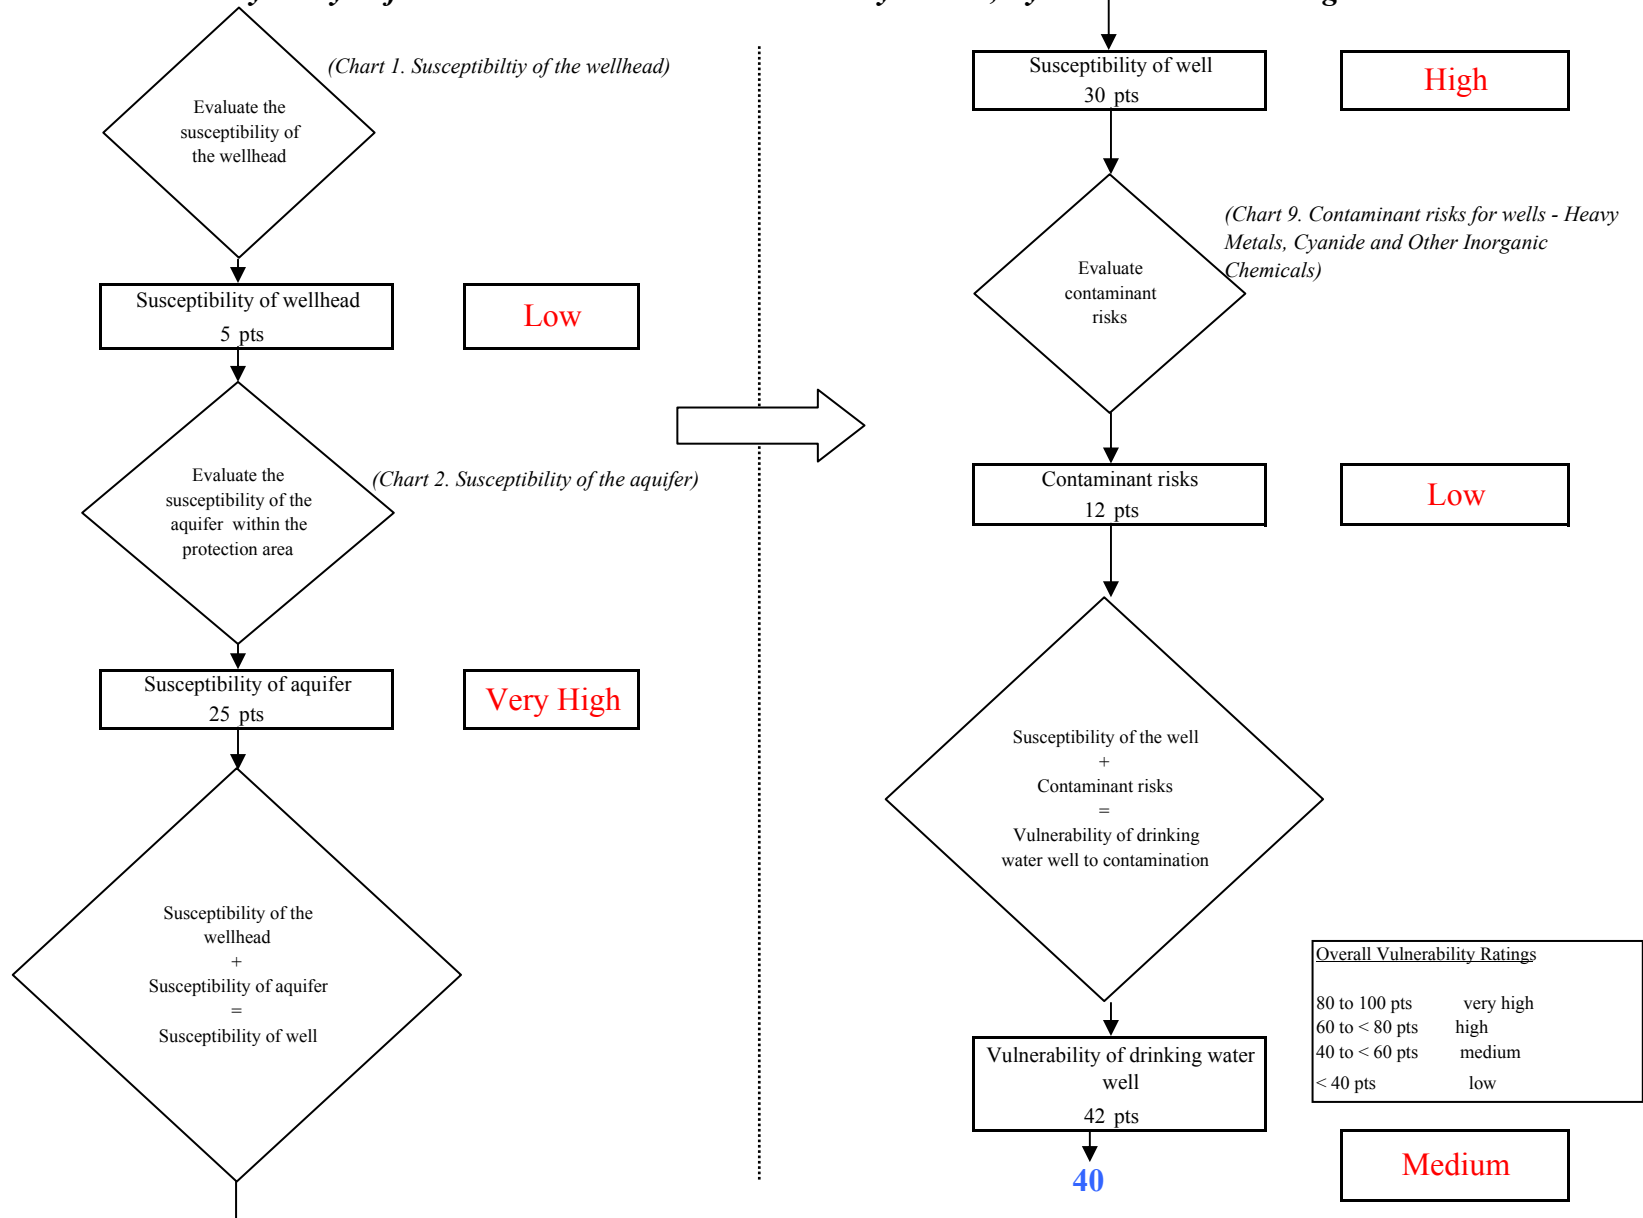 (Chart 1. Susceptibiltiy of the wellhead)
Evaluate the
susceptibility of
the wellhead
Susceptibility of wellhead
5 pts
Low
Evaluate the
susceptibility of the
aquifer within the
protection area
(Chart 2. Susceptibility of the aquifer)
Susceptibility of aquifer
25 pts
Very High
Susceptibility of the
wellhead
+
Susceptibility of aquifer
=
Susceptibility of well
Susceptibility of well
30 pts
High
(Chart 9. Contaminant risks for wells - Heavy
Metals, Cyanide and Other Inorganic
Chemicals)
Evaluate
contaminant
risks
Contaminant risks
12 pts
Low
Susceptibility of the well
+
Contaminant risks
=
Vulnerability of drinking
water well to contamination
Overall Vulnerability Ratings
80 to 100 pts very high
60 to < 80 pts high
40 to < 60 pts medium
< 40 pts low
Vulnerability of drinking water
well
42 pts
40
Medium